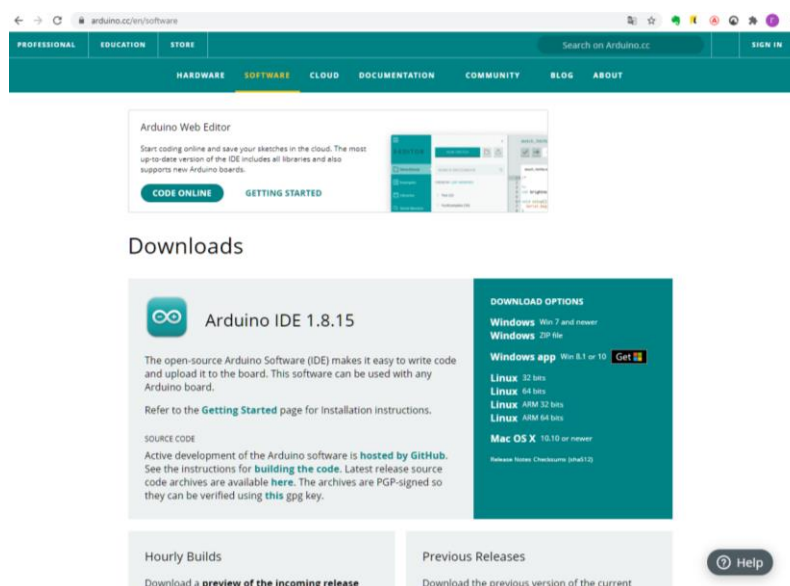 arduino.cc/en/software
PROFESSIONAL EDUCATION STORE Search on Arduino.cc SIGN IN
HARDWARE SOFTWARE CLOUD DOCUMENTATION COMMUNITY BLOG ABOUT
Arduino Web Editor
Start coding online and save your sketches in the cloud. The most
up-to-date version of the IDE includes all libraries and also
supports new Arduino boards.
CODE ONLINE GETTING STARTED
Downloads
Arduino IDE 1.8.15
The open-source Arduino Software (IDE) makes it easy to write code
and upload it to the board. This software can be used with any
Arduino board.
Refer to the Getting Started page for Installation instructions.
SOURCE CODE
Active development of the Arduino software is hosted by GitHub.
See the instructions for building the code. Latest release source
code archives are available here. The archives are PGP-signed so
they can be verified using this gpg key.
DOWNLOAD OPTIONS
Windows Win 7 and newer
Windows ZIP file
Windows app Win 8.1 or 10 Get
Linux 32 bits
Linux 64 bits
Linux ARM 32 bits
Linux ARM 64 bits
Mac OS X 10.10 or newer
Release Notes Checksums (sha512)
Hourly Builds
Download a preview of the incoming release
Previous Releases
Download the previous version of the current
Help